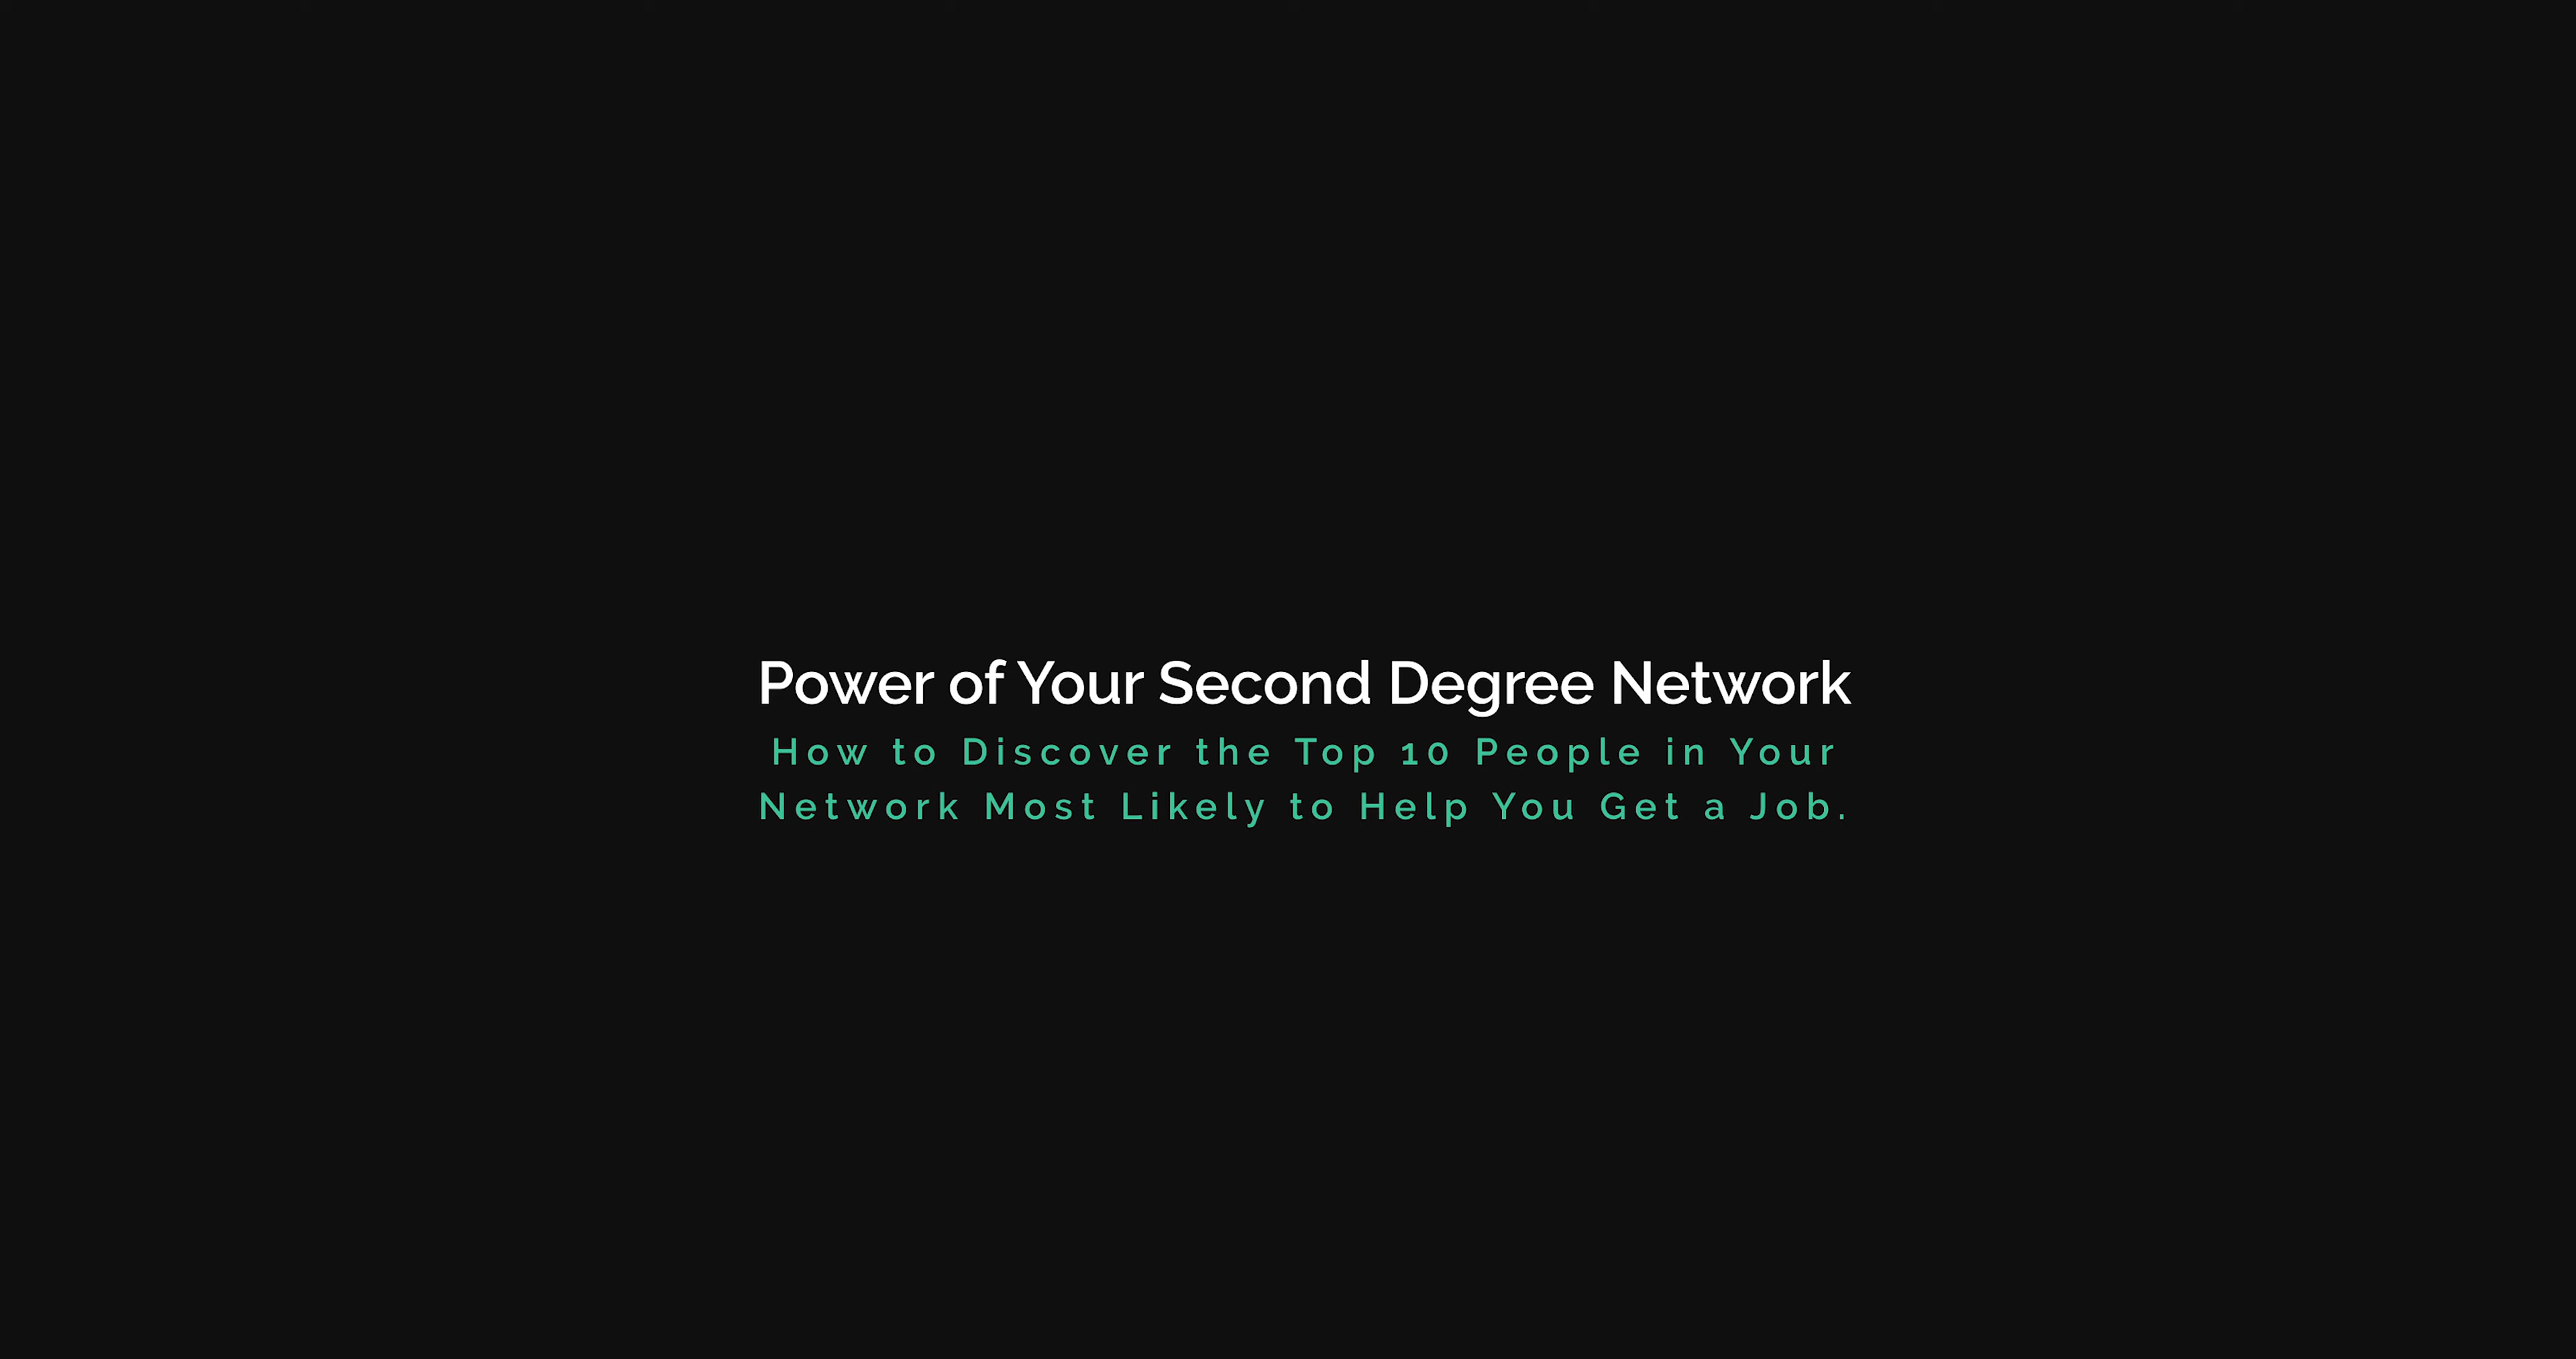 Power of Your Second Degree Network
How to Discover the Top 10 People in Your
Network Most Likely to Help You Get a Job.